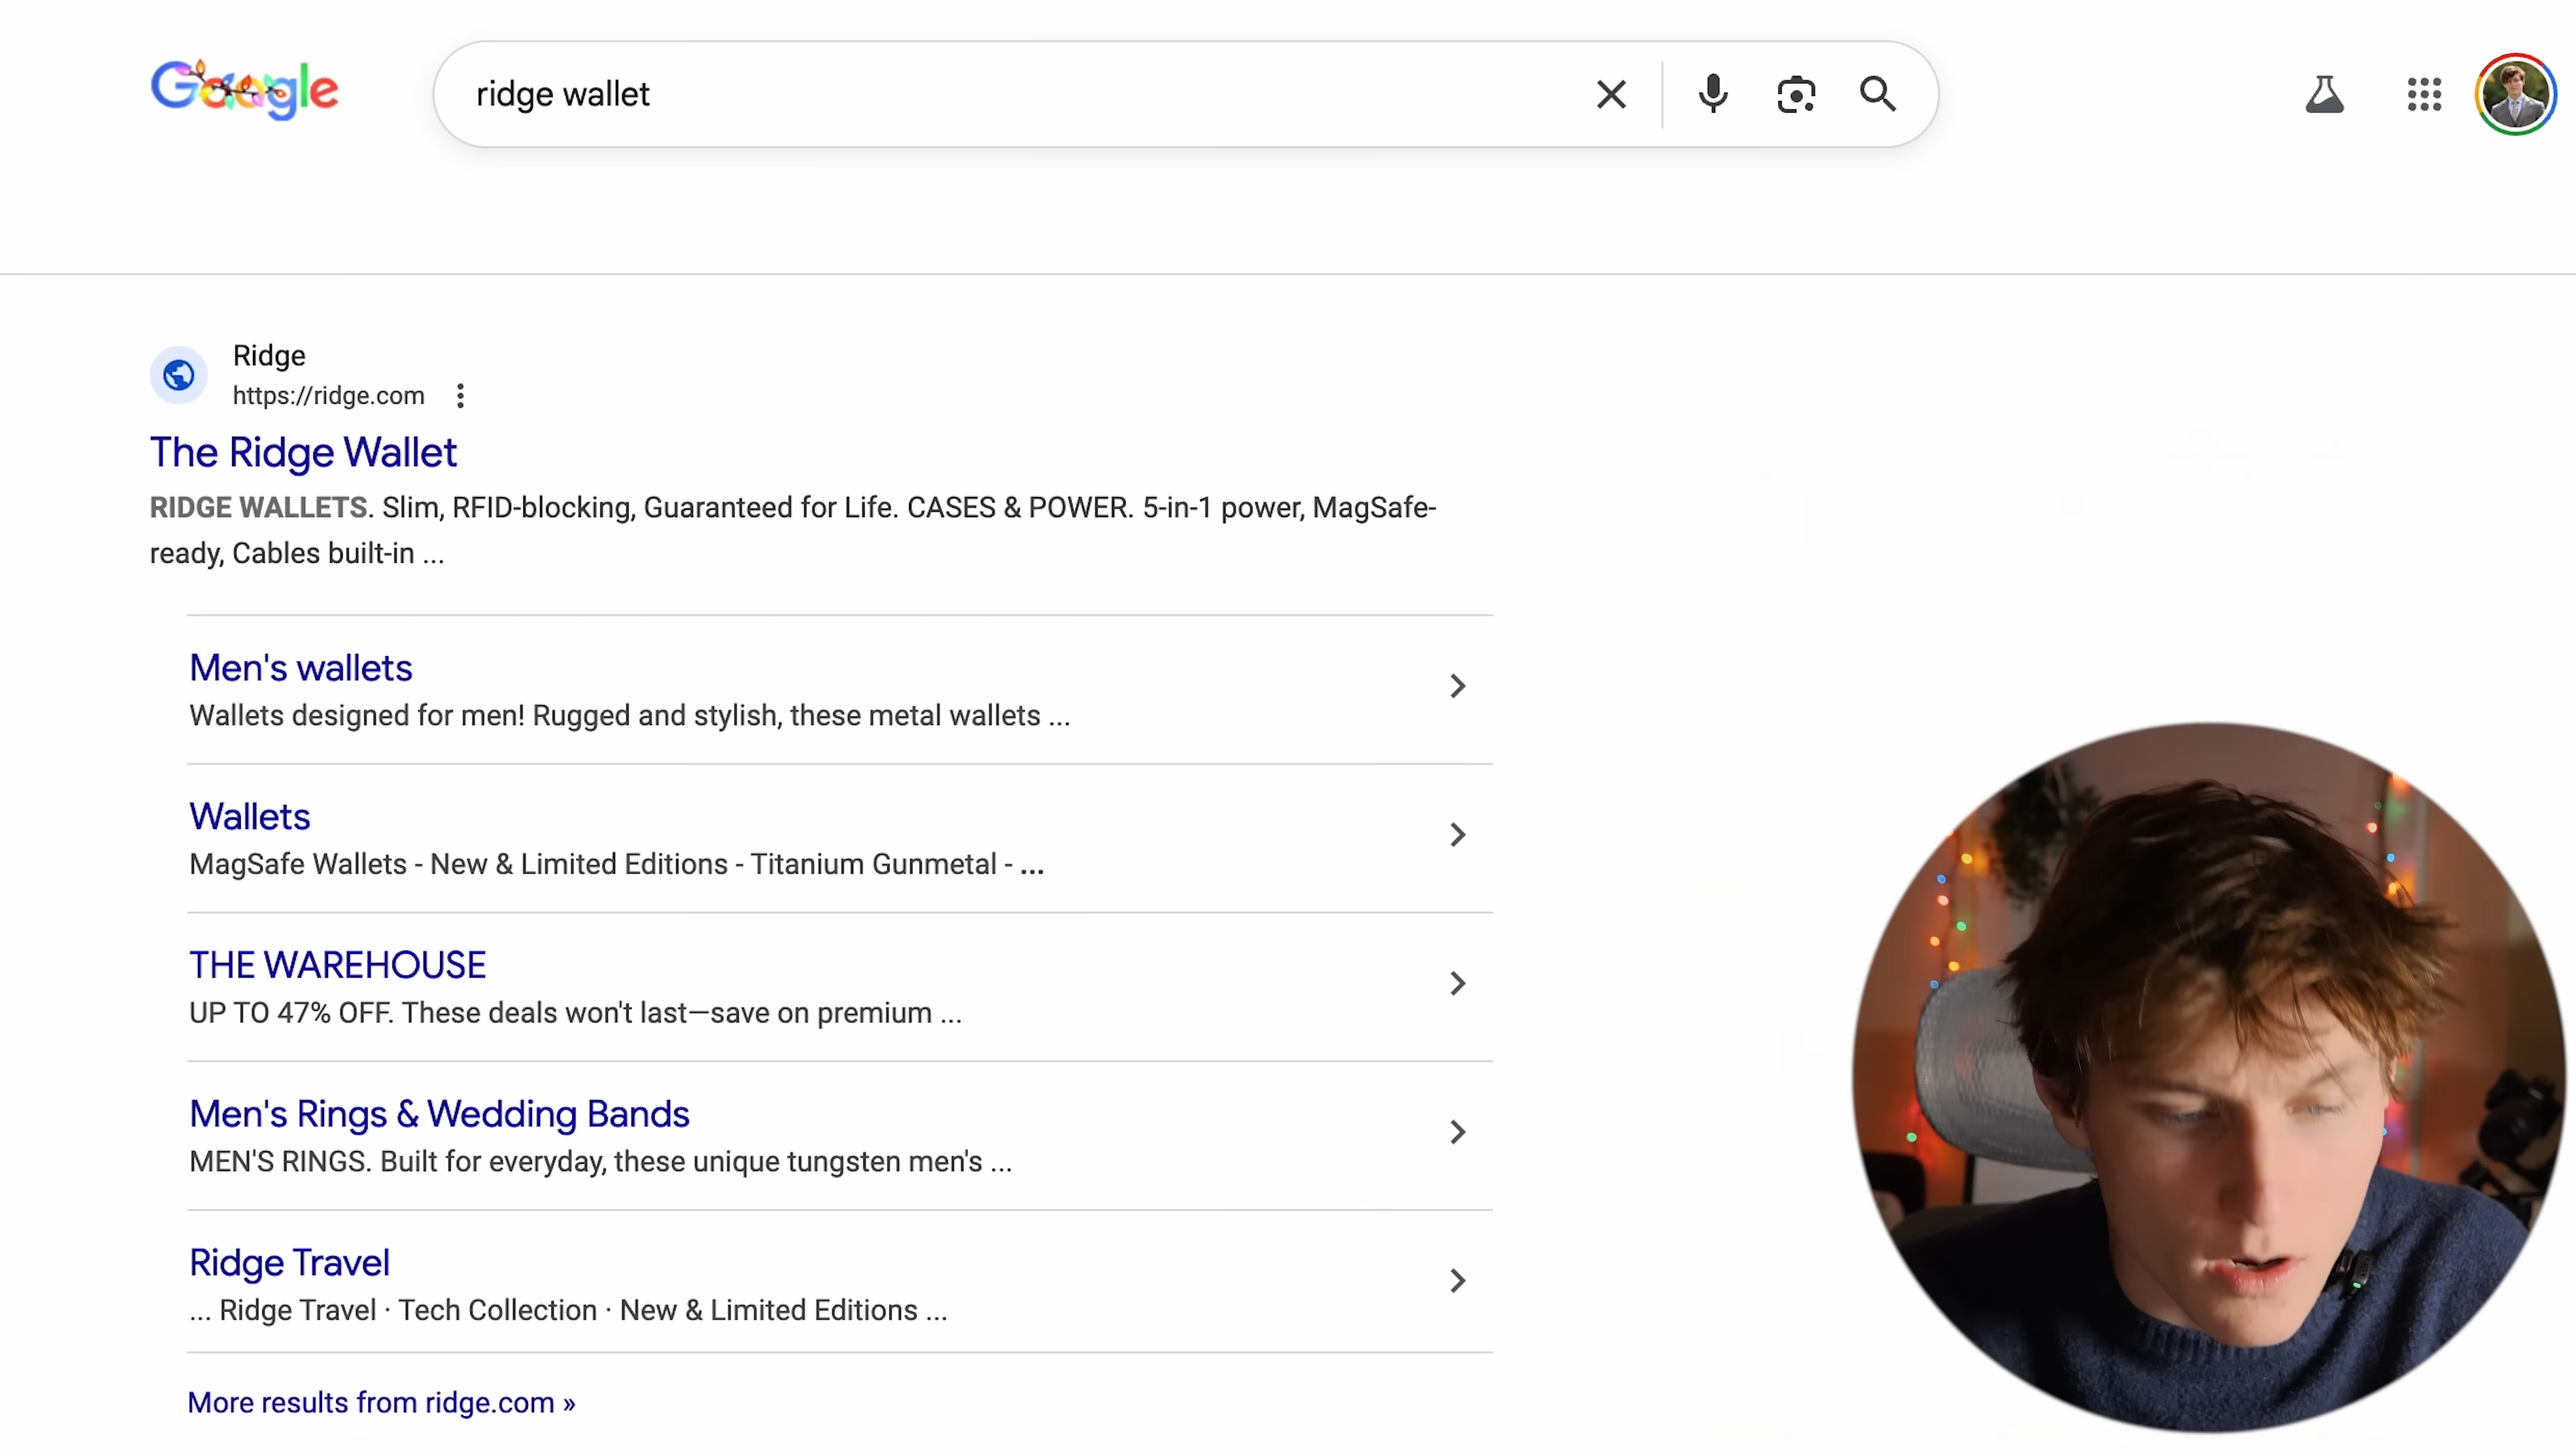 Google
ridge wallet
Ridge
https://ridge.com
The Ridge Wallet
RIDGE WALLETS. Slim, RFID-blocking, Guaranteed for Life. CASES & POWER. 5-in-1 power, MagSafe-
ready, Cables built-in ...
Men's wallets
Wallets designed for men! Rugged and stylish, these metal wallets ...
Wallets
MagSafe Wallets - New & Limited Editions - Titanium Gunmetal - ...
THE WAREHOUSE
UP TO 47% OFF. These deals won't last—save on premium ...
Men's Rings & Wedding Bands
MEN'S RINGS. Built for everyday, these unique tungsten men's ...
Ridge Travel
... Ridge Travel · Tech Collection · New & Limited Editions ...
More results from ridge.com »